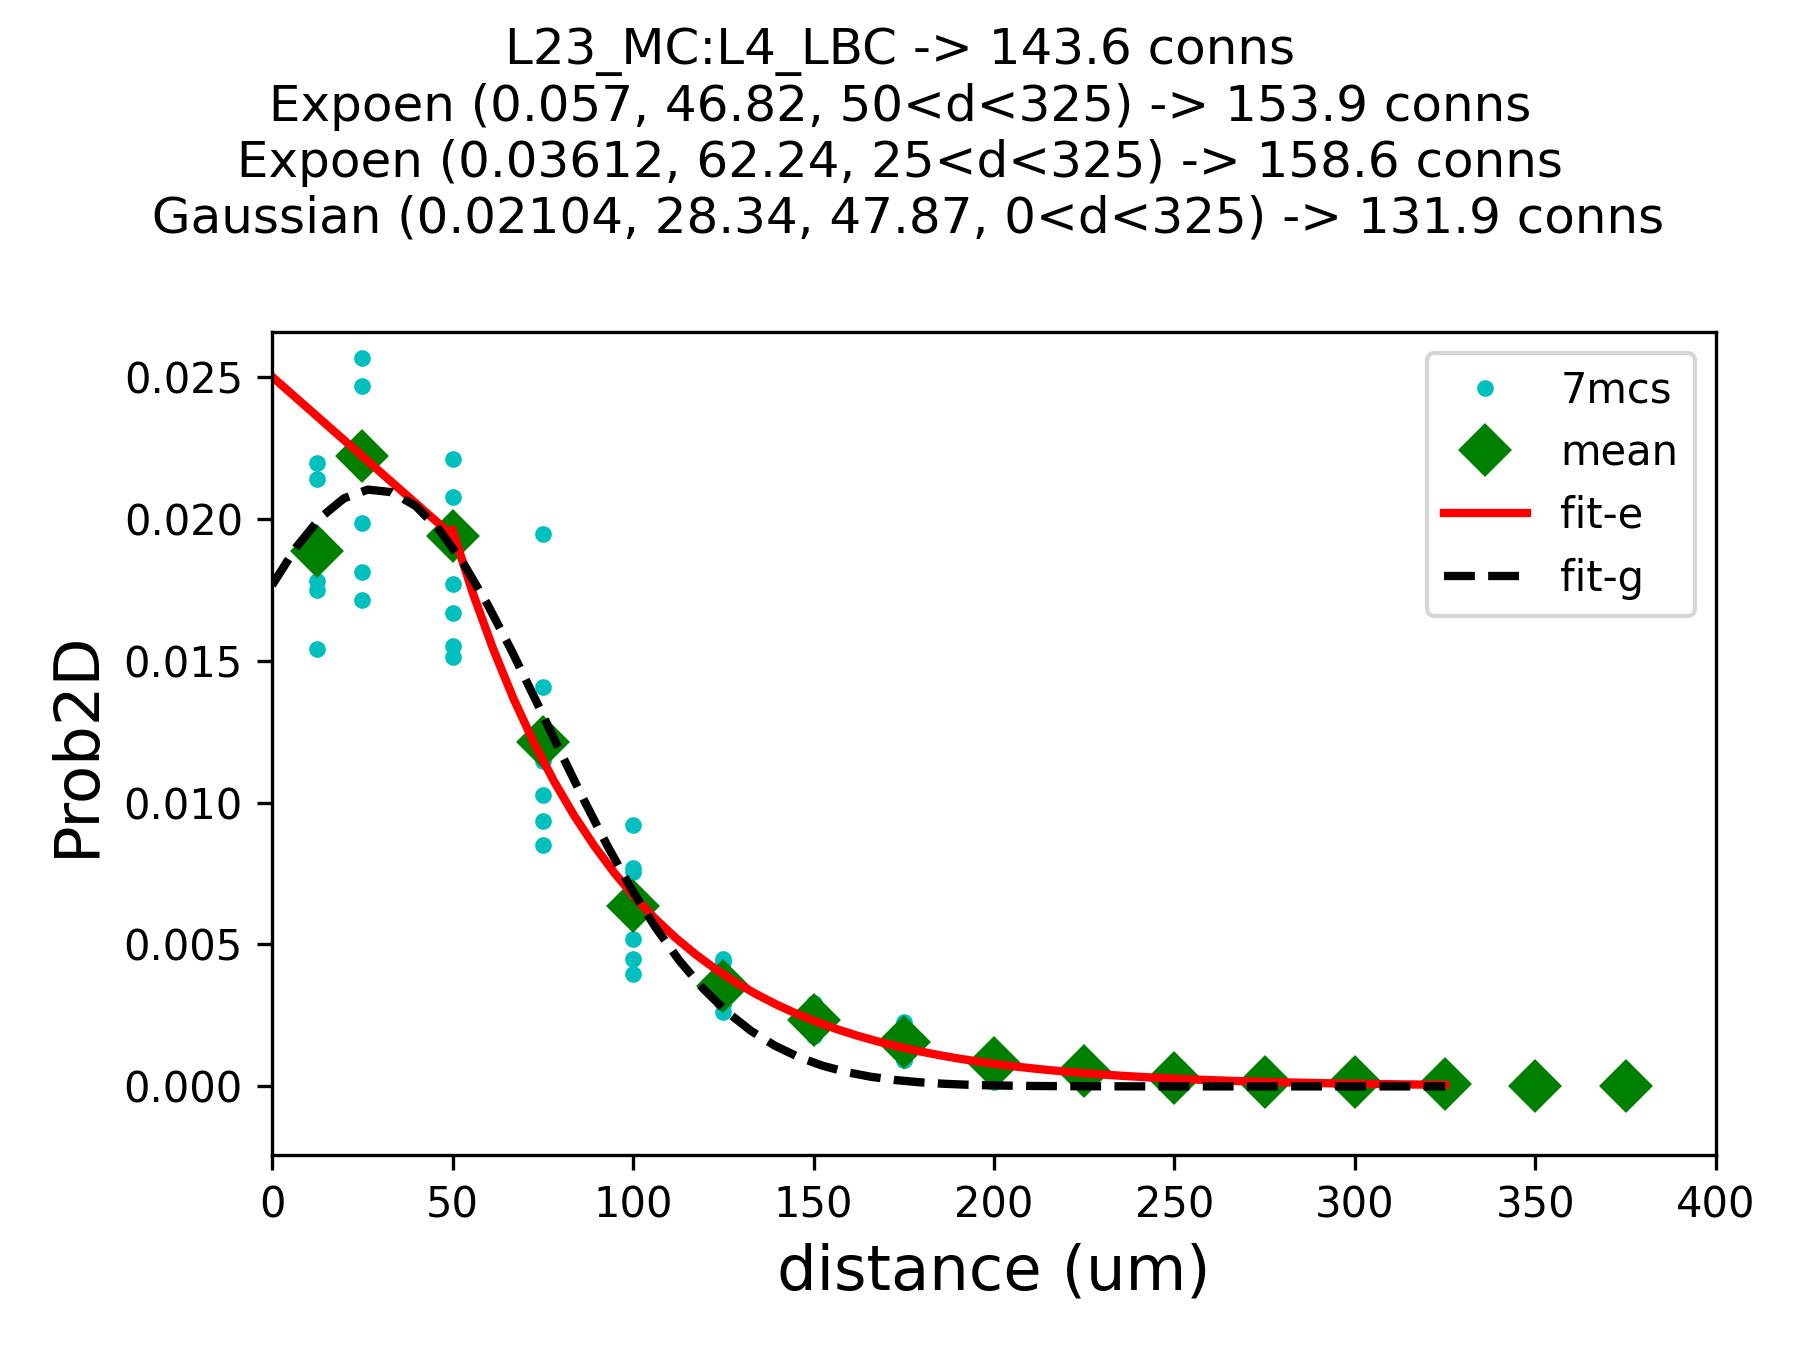 L23_MC:L4_LBC -> 143.6 conns
Expoen (0.057, 46.82, 50<d<325) -> 153.9 conns
Expoen (0.03612, 62.24, 25<d<325) -> 158.6 conns
Gaussian (0.02104, 28.34, 47.87, 0<d<325) -> 131.9 conns
0.025
0.020
0.015
0.010
0.005
0.000
Prob2D
7mcs
mean
fit-e
fit-g
0 50 100 150 200 250 300 350 400
distance (um)